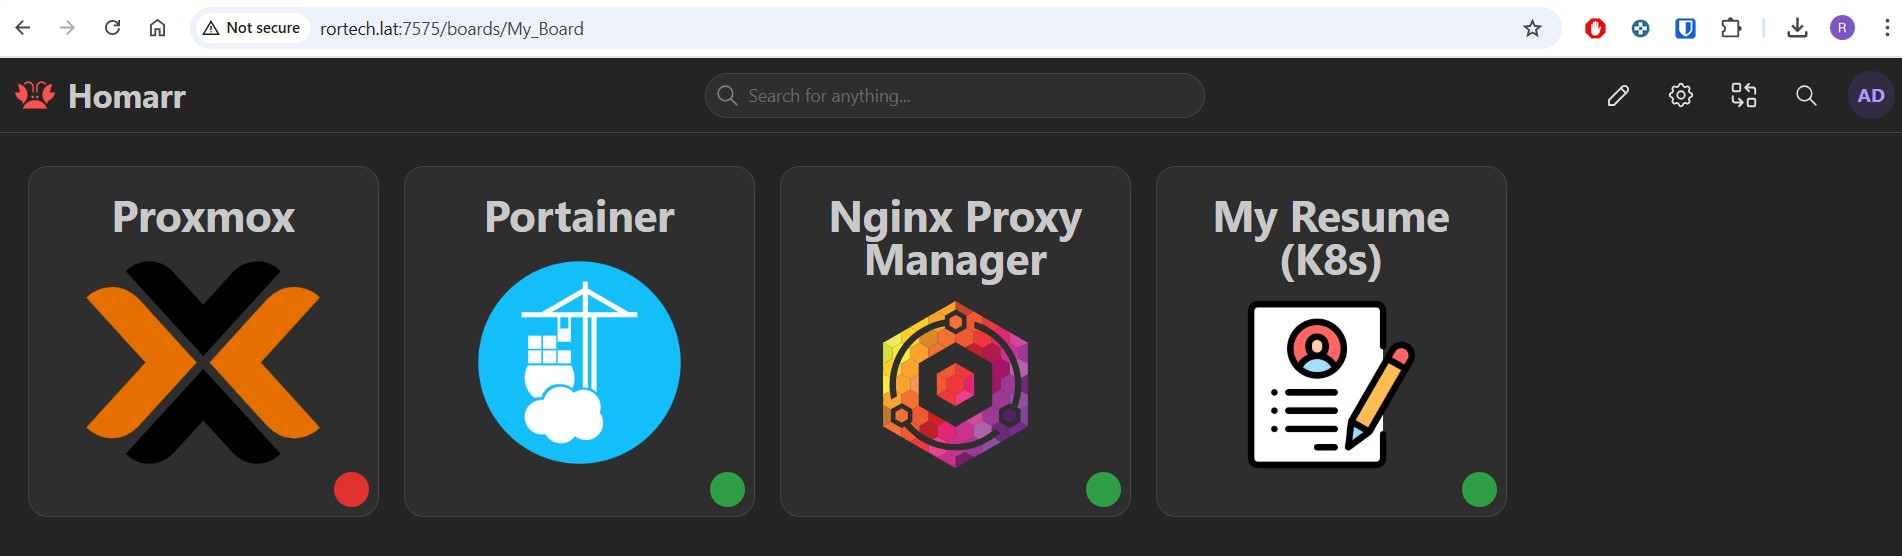 Not secure
rortech.lat:7575/boards/My_Board
R
Homarr
Search for anything...
AD
Proxmox
Portainer
Nginx Proxy
Manager
My Resume
(K8s)